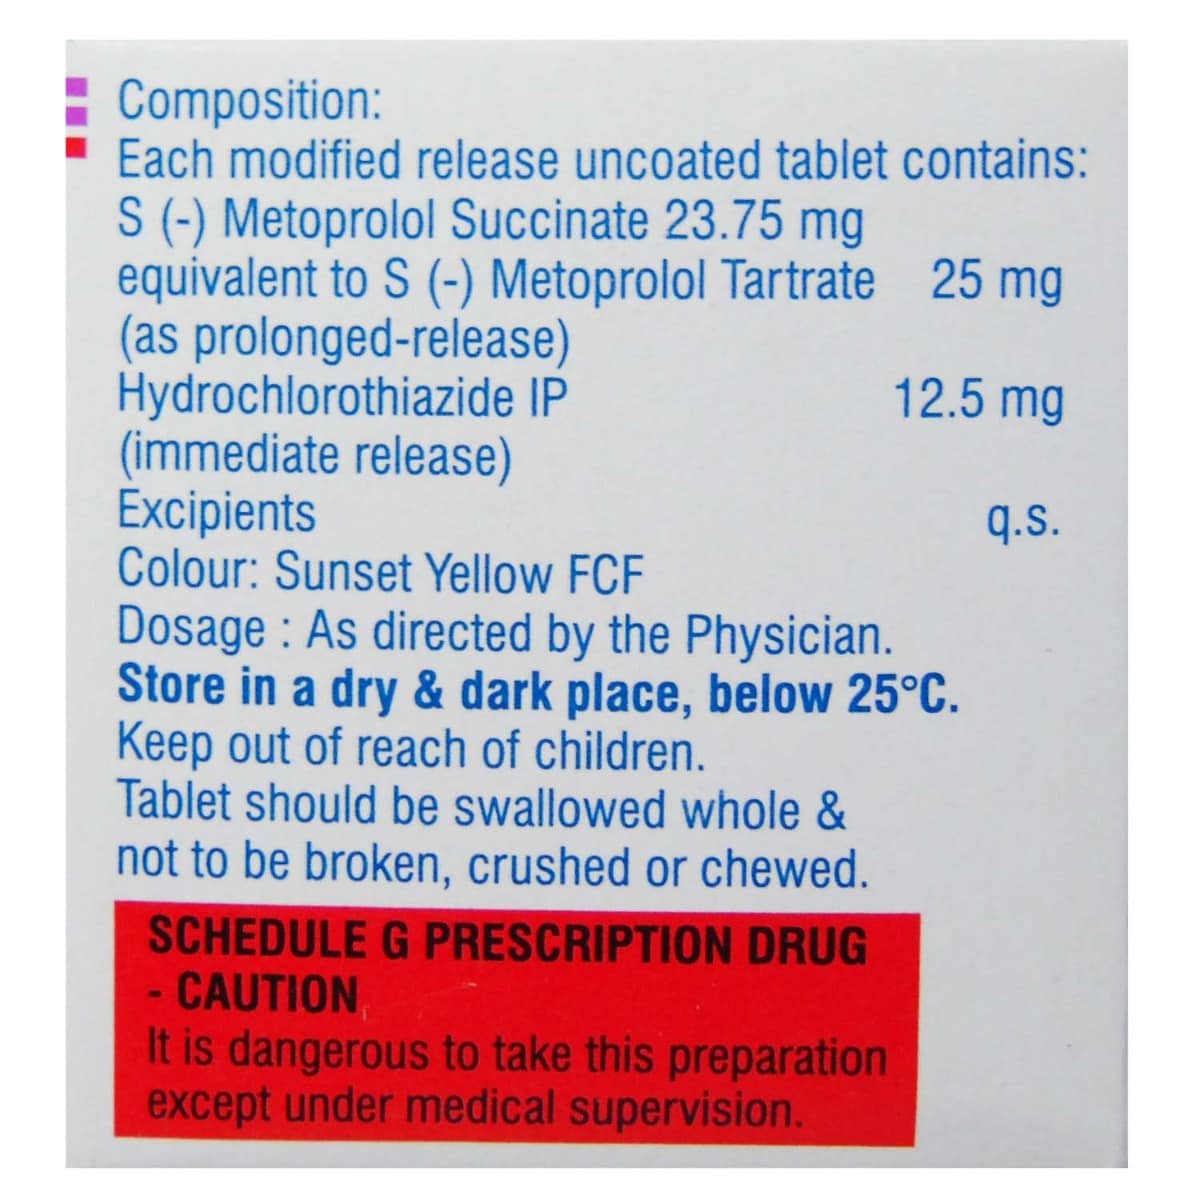 Composition:
Each modified release uncoated tablet contains:
S (-) Metoprolol Succinate 23.75 mg
equivalent to S (-) Metoprolol Tartrate 25 mg
(as prolonged-release)
Hydrochlorothiazide IP 12.5 mg
(immediate release)
Excipients q.s.
Colour: Sunset Yellow FCF
Dosage : As directed by the Physician.
Store in a dry & dark place, below 25°C.
Keep out of reach of children.
Tablet should be swallowed whole &
not to be broken, crushed or chewed.
SCHEDULE G PRESCRIPTION DRUG
- CAUTION
It is dangerous to take this preparation
except under medical supervision.